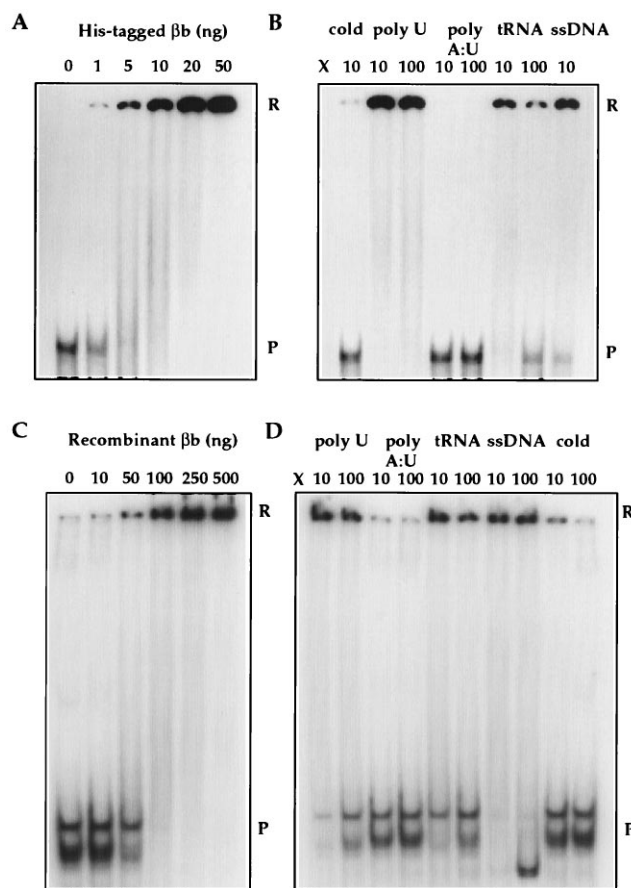 A
His-tagged βb (ng)
0 1 5 10 20 50
R
P
B
cold poly U poly A:U tRNA ssDNA
X 10 10 100 10 100 10 100 10
R
P
C
Recombinant βb (ng)
0 10 50 100 250 500
R
P
D
poly U poly A:U tRNA ssDNA cold
X 10 100 10 100 10 100 10 100 10 100
R